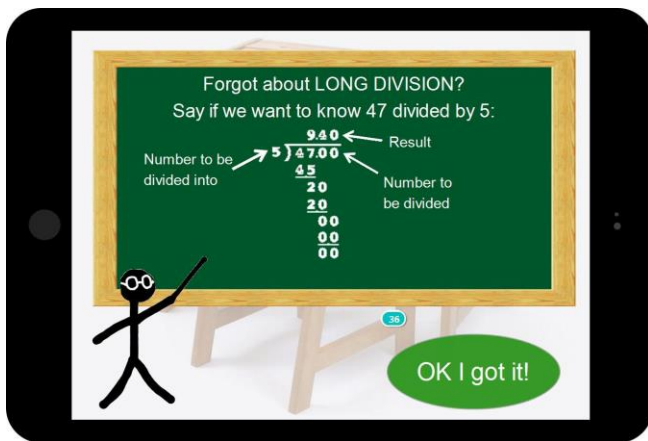 Forgot about LONG DIVISION?
Say if we want to know 47 divided by 5:
9.40
Result
5 ) 47.00
Number to be
divided into
Number to
be divided
45
20
20
00
00
00
36
OK I got it!